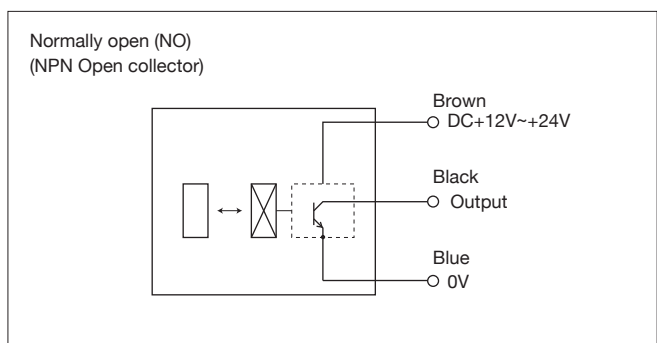 Normally open (NO)
(NPN Open collector)
Brown
DC+12V~+24V
Black
Output
Blue
0V